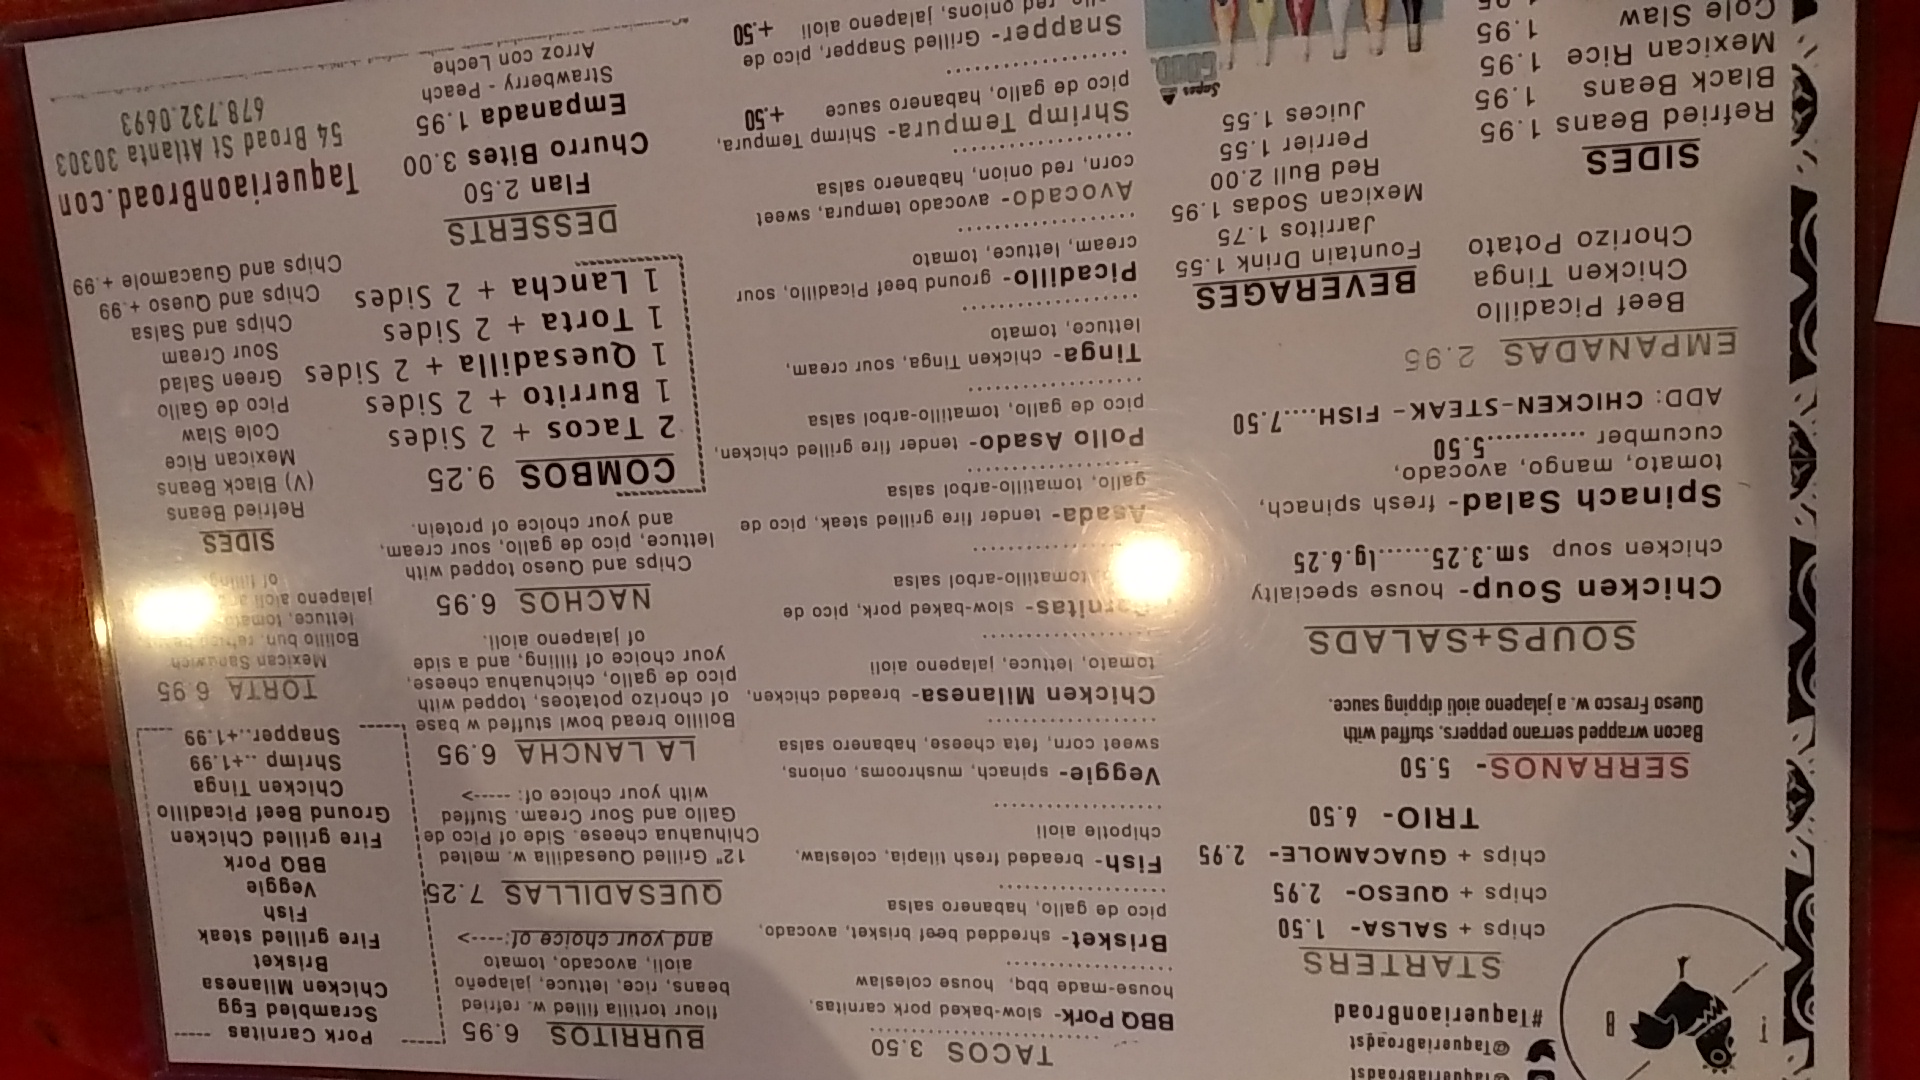 @TaqueriaBroadst
@TaqueriaBroadst
#TaqueriaonBroad
T
B
STARTERS
chips + SALSA- 1.50
chips + QUESO- 2.95
chips + GUACAMOLE- 2.95
TRIO- 6.50
SERRANOS- 5.50
Bacon wrapped serrano peppers, stuffed with
Queso Fresco w. a jalapeno aioli dipping sauce.
SOUPS+SALADS
Chicken Soup- house specialty
chicken soup sm.3.25......lg.6.25
Spinach Salad- fresh spinach,
tomato, mango, avocado,
cucumber ............5.50
ADD: CHICKEN-STEAK- FISH....7.50
EMPANADAS 2.95
Beef Picadillo
Chicken Tinga
Chorizo Potato
SIDES
Refried Beans 1.95
Black Beans 1.95
Mexican Rice 1.95
Cole Slaw 1.95
TACOS 3.50
BBQ Pork- slow-baked pork carnitas,
house-made bbq, house coleslaw
Brisket- shredded beef brisket, avocado,
pico de gallo, habanero salsa
Fish- breaded fresh tilapia, coleslaw,
chipotle aioli
Veggie- spinach, mushrooms, onions,
sweet corn, feta cheese, habanero salsa
Chicken Milanesa- breaded chicken,
tomato, lettuce, jalapeno aioli
Carnitas- slow-baked pork, pico de
tomatillo-arbol salsa
Asada- tender fire grilled steak, pico de
gallo, tomatillo-arbol salsa
Pollo Asado- tender fire grilled chicken,
pico de gallo, tomatillo-arbol salsa
Tinga- chicken Tinga, sour cream,
lettuce, tomato
Picadillo- ground beef Picadillo, sour
cream, lettuce, tomato
Avocado- avocado tempura, sweet
corn, red onion, habanero salsa
Shrimp Tempura- Shirmp Tempura,
pico de gallo, habanero sauce +.50
Snapper- Grilled Snapper, pico de
red onions, jalapeno aioli +.50
BEVERAGES
Fountain Drink 1.55
Jarritos 1.75
Mexican Sodas 1.95
Red Bull 2.00
Perrier 1.55
Juices 1.55
BURRITOS 6.95
flour tortilla filled w. refried
beans, rice, lettuce, jalapeño
aioli, avocado, tomato
and your choice of:---->
QUESADILLAS 7.25
12" Grilled Quesadilla w. melted
Chihuahua cheese. Side of Pico de
Gallo and Sour Cream. Stuffed
with your choice of: ----->
LA LANCHA 6.95
Bolillo bread bowl stuffed w base
of chorizo potatoes, topped with
pico de gallo, chichuahua cheese,
your choice of filling, and a side
of jalapeno aioli.
NACHOS 6.95
Chips and Queso topped with
lettuce, pico de gallo, sour cream,
and your choice of protein.
COMBOS 9.25
2 Tacos + 2 Sides
1 Burrito + 2 Sides
1 Quesadilla + 2 Sides
1 Torta + 2 Sides
1 Lancha + 2 Sides
DESSERTS
Flan 2.50
Churro Bites 3.00
Empanada 1.95
Strawberry - Peach
Arroz con Leche
Pork Carnitas
Scrambled Egg
Chicken Milanesa
Brisket
Fire grilled steak
Fish
Veggie
BBQ Pork
Fire grilled Chicken
Ground Beef Picadillo
Chicken Tinga
Shrimp ..+1.99
Snapper..+1.99
TORTA 6.95
Mexican Sandwich
Bolillo bun, refried
lettuce, tomato
jalapeno aioli
of filling
SIDES
Refried Beans
(V) Black Beans
Mexican Rice
Cole Slaw
Pico de Gallo
Green Salad
Sour Cream
Chips and Salsa
Chips and Queso +.99
Chips and Guacamole +.99
TaqueriaonBroad.con
54 Broad St Atlanta 30303
678.732.0693